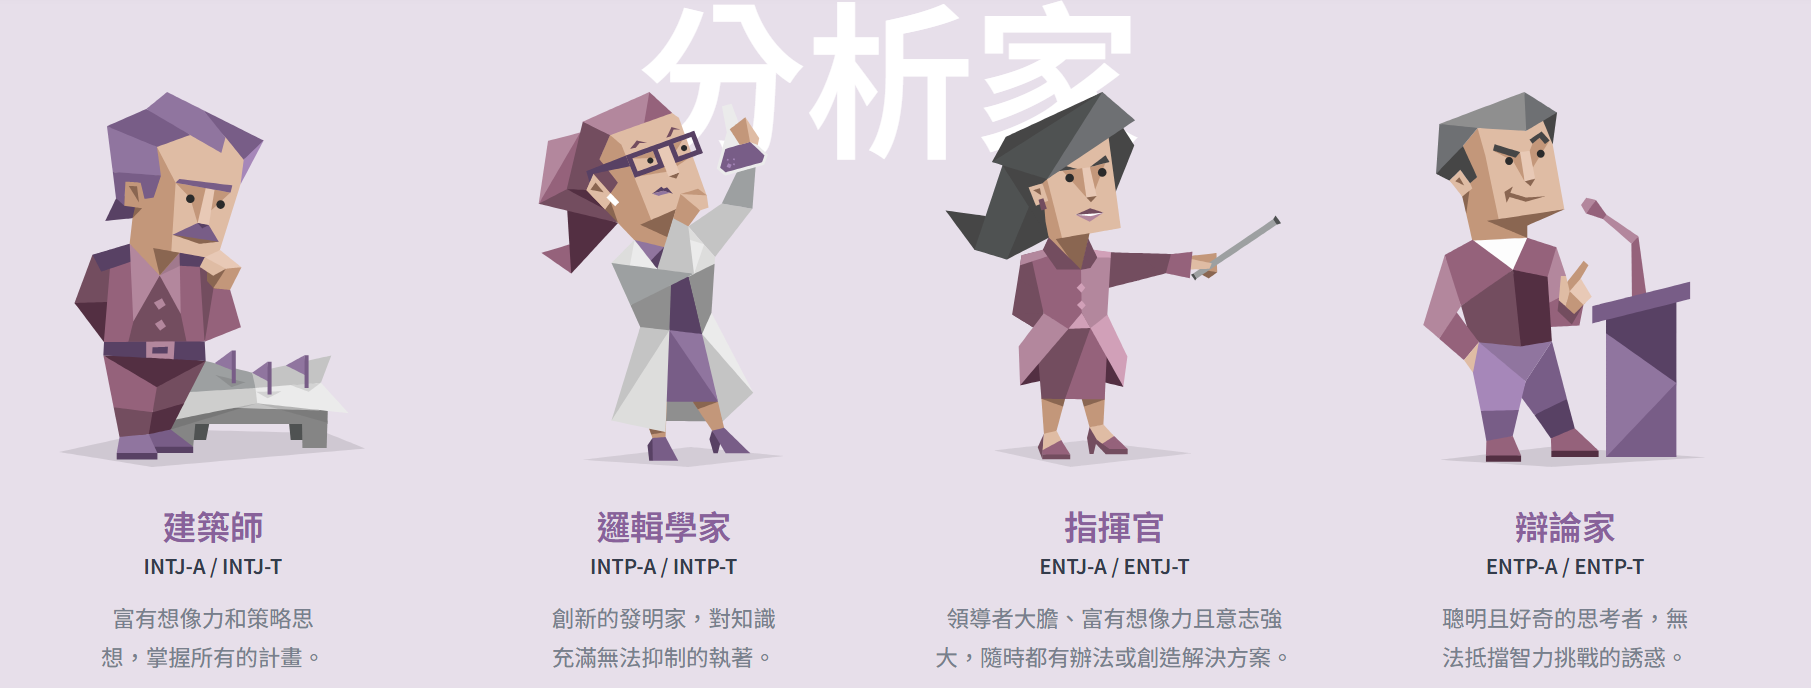 分析家
建築師
INTJ-A / INTJ-T
富有想像力和策略思
想，掌握所有的計畫。
邏輯學家
INTP-A / INTP-T
創新的發明家，對知識
充滿無法抑制的執著。
指揮官
ENTJ-A / ENTJ-T
領導者大膽、富有想像力且意志強
大，隨時都有辦法或創造解決方案。
辯論家
ENTP-A / ENTP-T
聰明且好奇的思考者，無
法抵擋智力挑戰的誘惑。